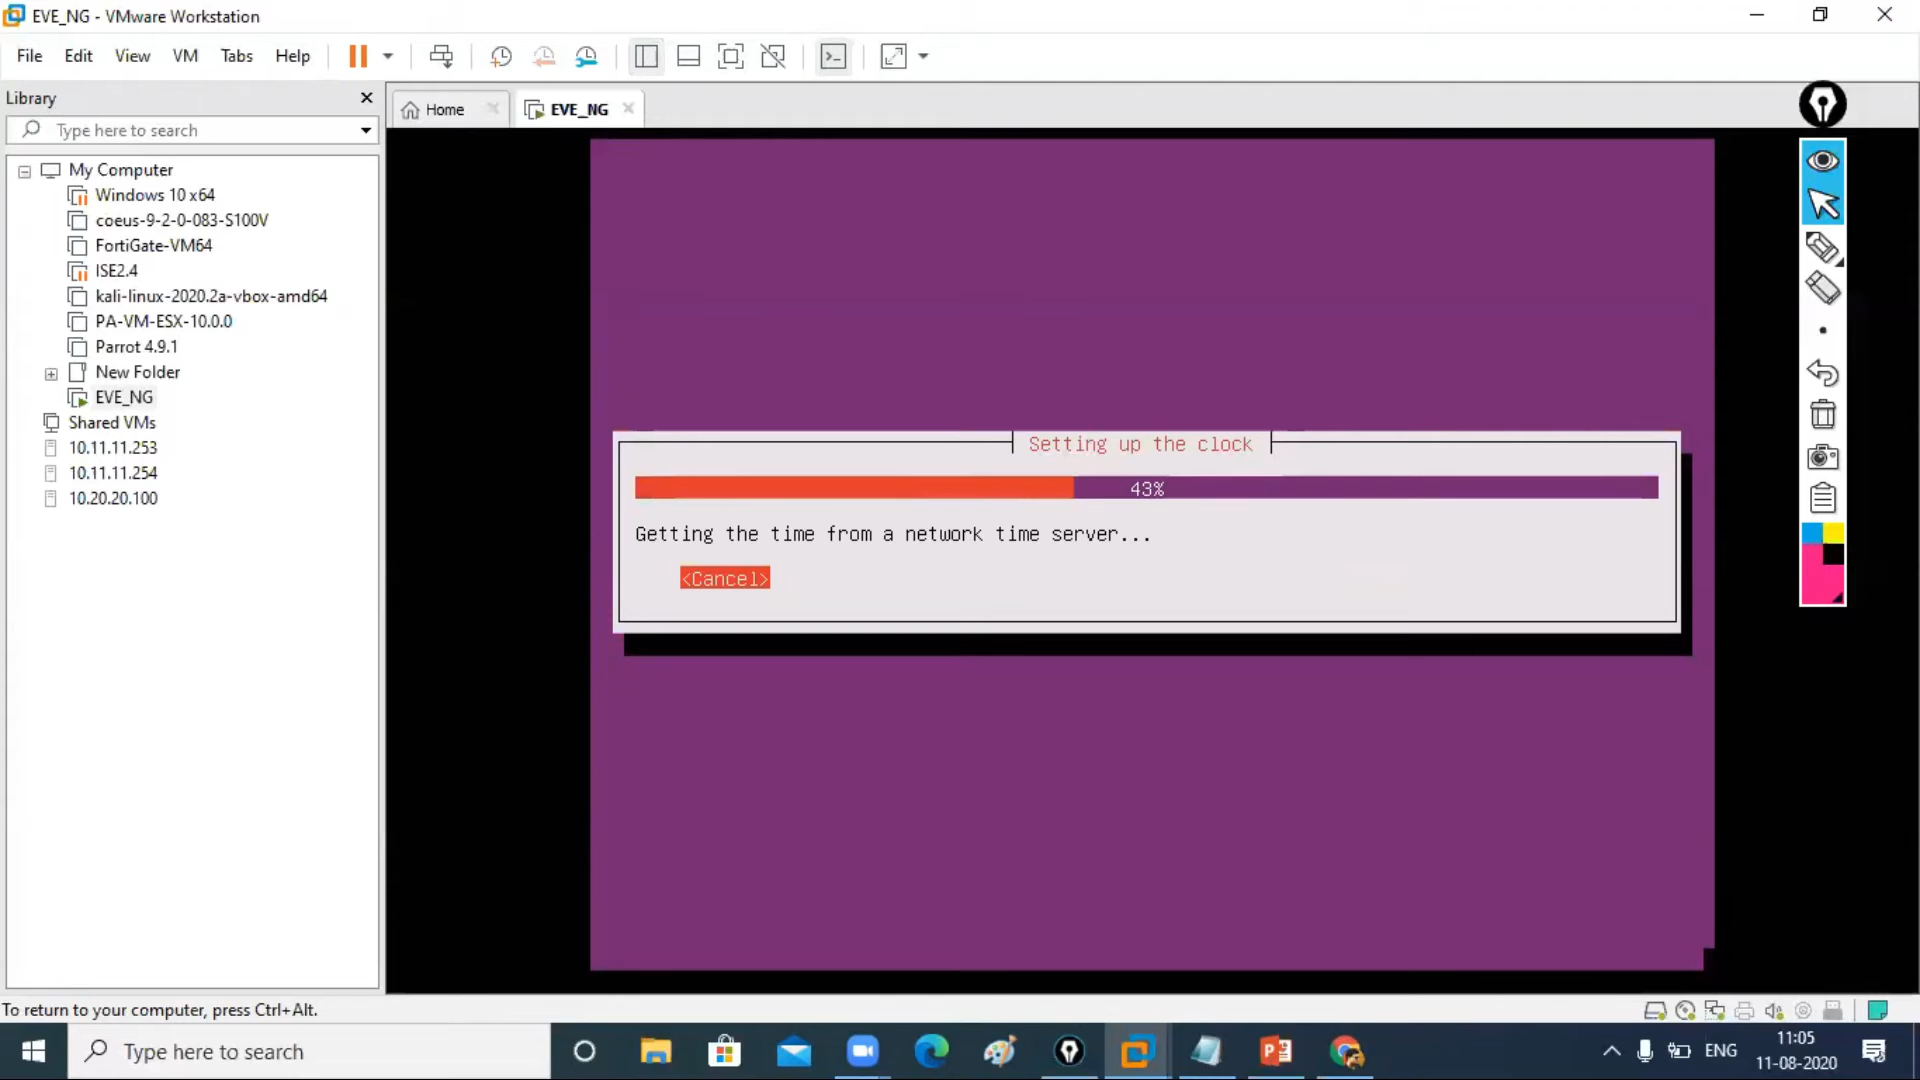 EVE_NG - VMware Workstation
File Edit View VM Tabs Help
Library
Home
EVE_NG
Type here to search
My Computer
Windows 10 x64
coeus-9-2-0-083-S100V
FortiGate-VM64
ISE2.4
kali-linux-2020.2a-vbox-amd64
PA-VM-ESX-10.0.0
Parrot 4.9.1
New Folder
EVE_NG
Shared VMs
10.11.11.253
10.11.11.254
10.20.20.100
Setting up the clock
43%
Getting the time from a network time server...
<Cancel>
To return to your computer, press Ctrl+Alt.
Type here to search
ENG
11:05
11-08-2020